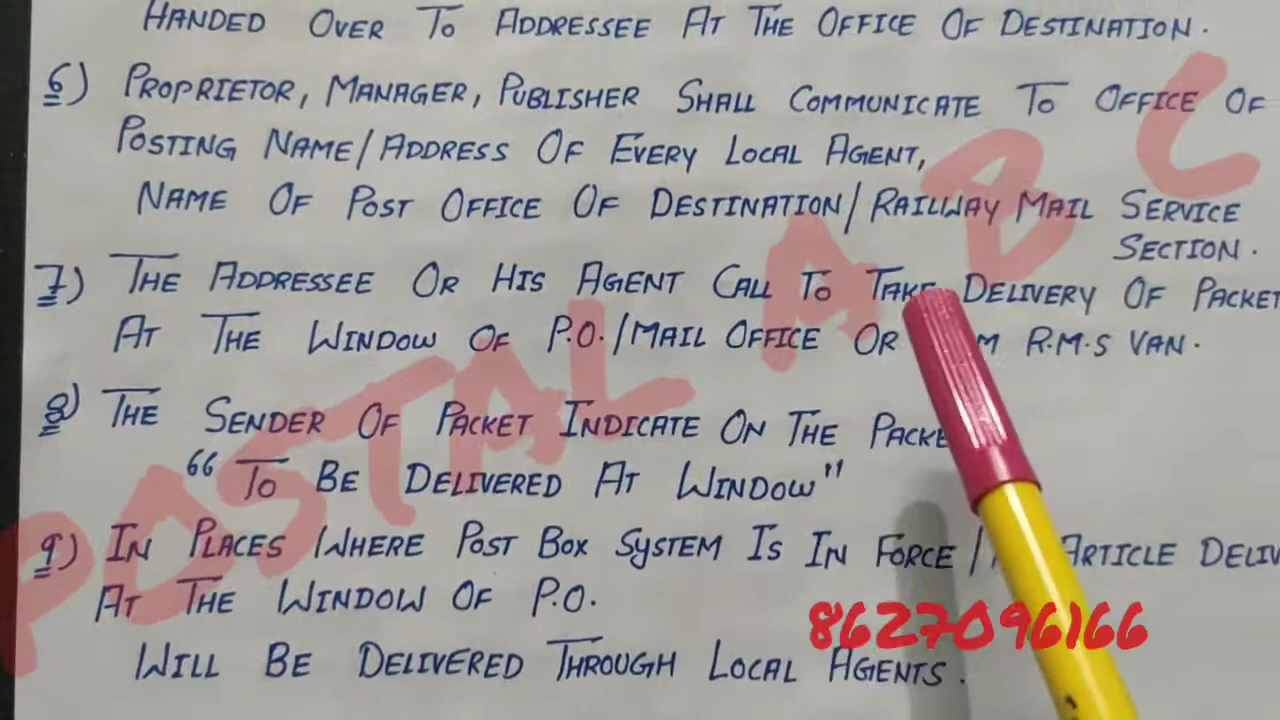 HANDED OVER TO ADDRESSEE AT THE OFFICE OF DESTINATION.
6) PROPRIETOR, MANAGER, PUBLISHER SHALL COMMUNICATE TO OFFICE OF
POSTING NAME/ADDRESS OF EVERY LOCAL AGENT,
NAME OF POST OFFICE OF DESTINATION/RAILWAY MAIL SERVICE
SECTION.
7) THE ADDRESSEE OR HIS AGENT CALL TO TAKE DELIVERY OF PACKET
AT THE WINDOW OF P.O./MAIL OFFICE OR R.M.S VAN.
8) THE SENDER OF PACKET INDICATE ON THE
"TO BE DELIVERED AT WINDOW"
9) IN PLACES WHERE POST BOX SYSTEM IS IN FORCE/ ARTICLE
AT THE WINDOW OF P.O.
WILL BE DELIVERED THROUGH LOCAL AGENTS.
POSTAL ABC
8627096166